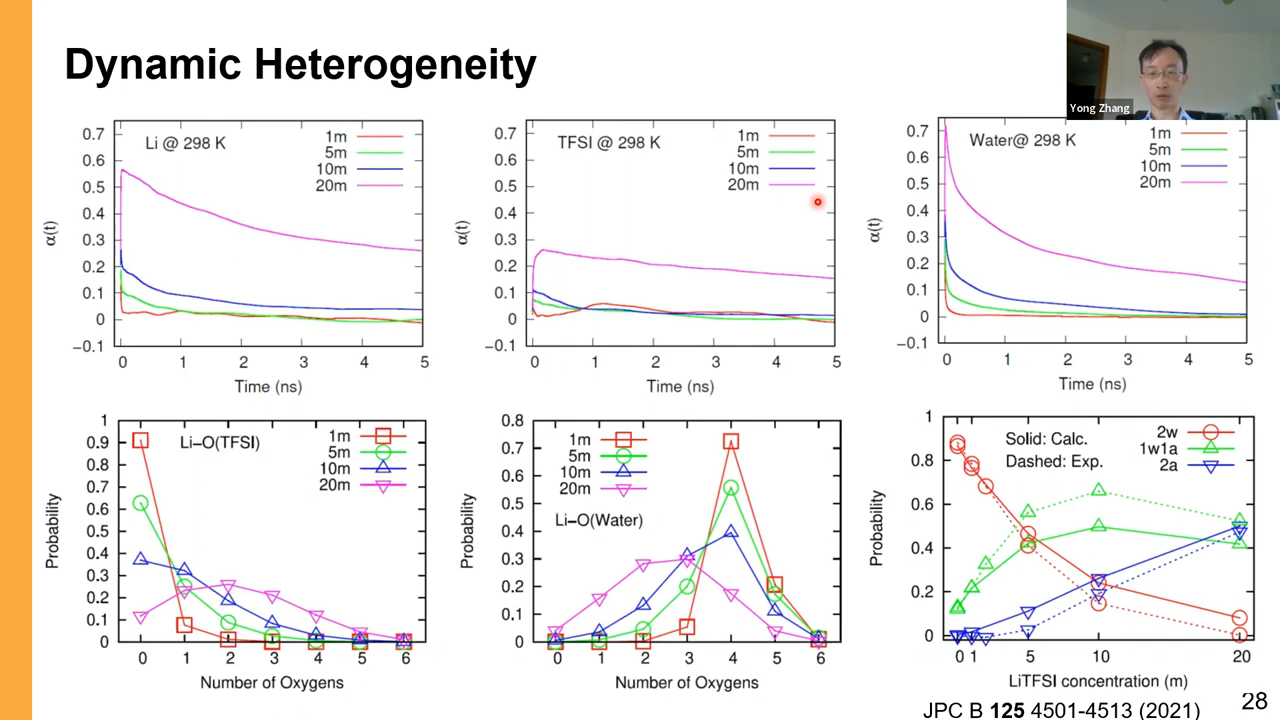 Dynamic Heterogeneity
Yong Zhang
Li @ 298 K
1m
5m
10m
20m
α(t)
0.7
0.6
0.5
0.4
0.3
0.2
0.1
0
−0.1
0 1 2 3 4 5
Time (ns)
TFSI @ 298 K
1m
5m
10m
20m
α(t)
0.7
0.6
0.5
0.4
0.3
0.2
0.1
0
−0.1
0 1 2 3 4 5
Time (ns)
Water@ 298 K
1m
5m
10m
20m
α(t)
0.7
0.6
0.5
0.4
0.3
0.2
0.1
0
−0.1
0 1 2 3 4 5
Time (ns)
Li−O(TFSI)
1m
5m
10m
20m
Probability
1
0.9
0.8
0.7
0.6
0.5
0.4
0.3
0.2
0.1
0
0 1 2 3 4 5 6
Number of Oxygens
1m
5m
10m
20m
Li−O(Water)
Probability
0.8
0.7
0.6
0.5
0.4
0.3
0.2
0.1
0
0 1 2 3 4 5 6
Number of Oxygens
Solid: Calc.
Dashed: Exp.
2w
1w1a
2a
Probability
1
0.8
0.6
0.4
0.2
0
0 1 5 10 20
LiTFSI concentration (m)
JPC B 125 4501-4513 (2021)
28